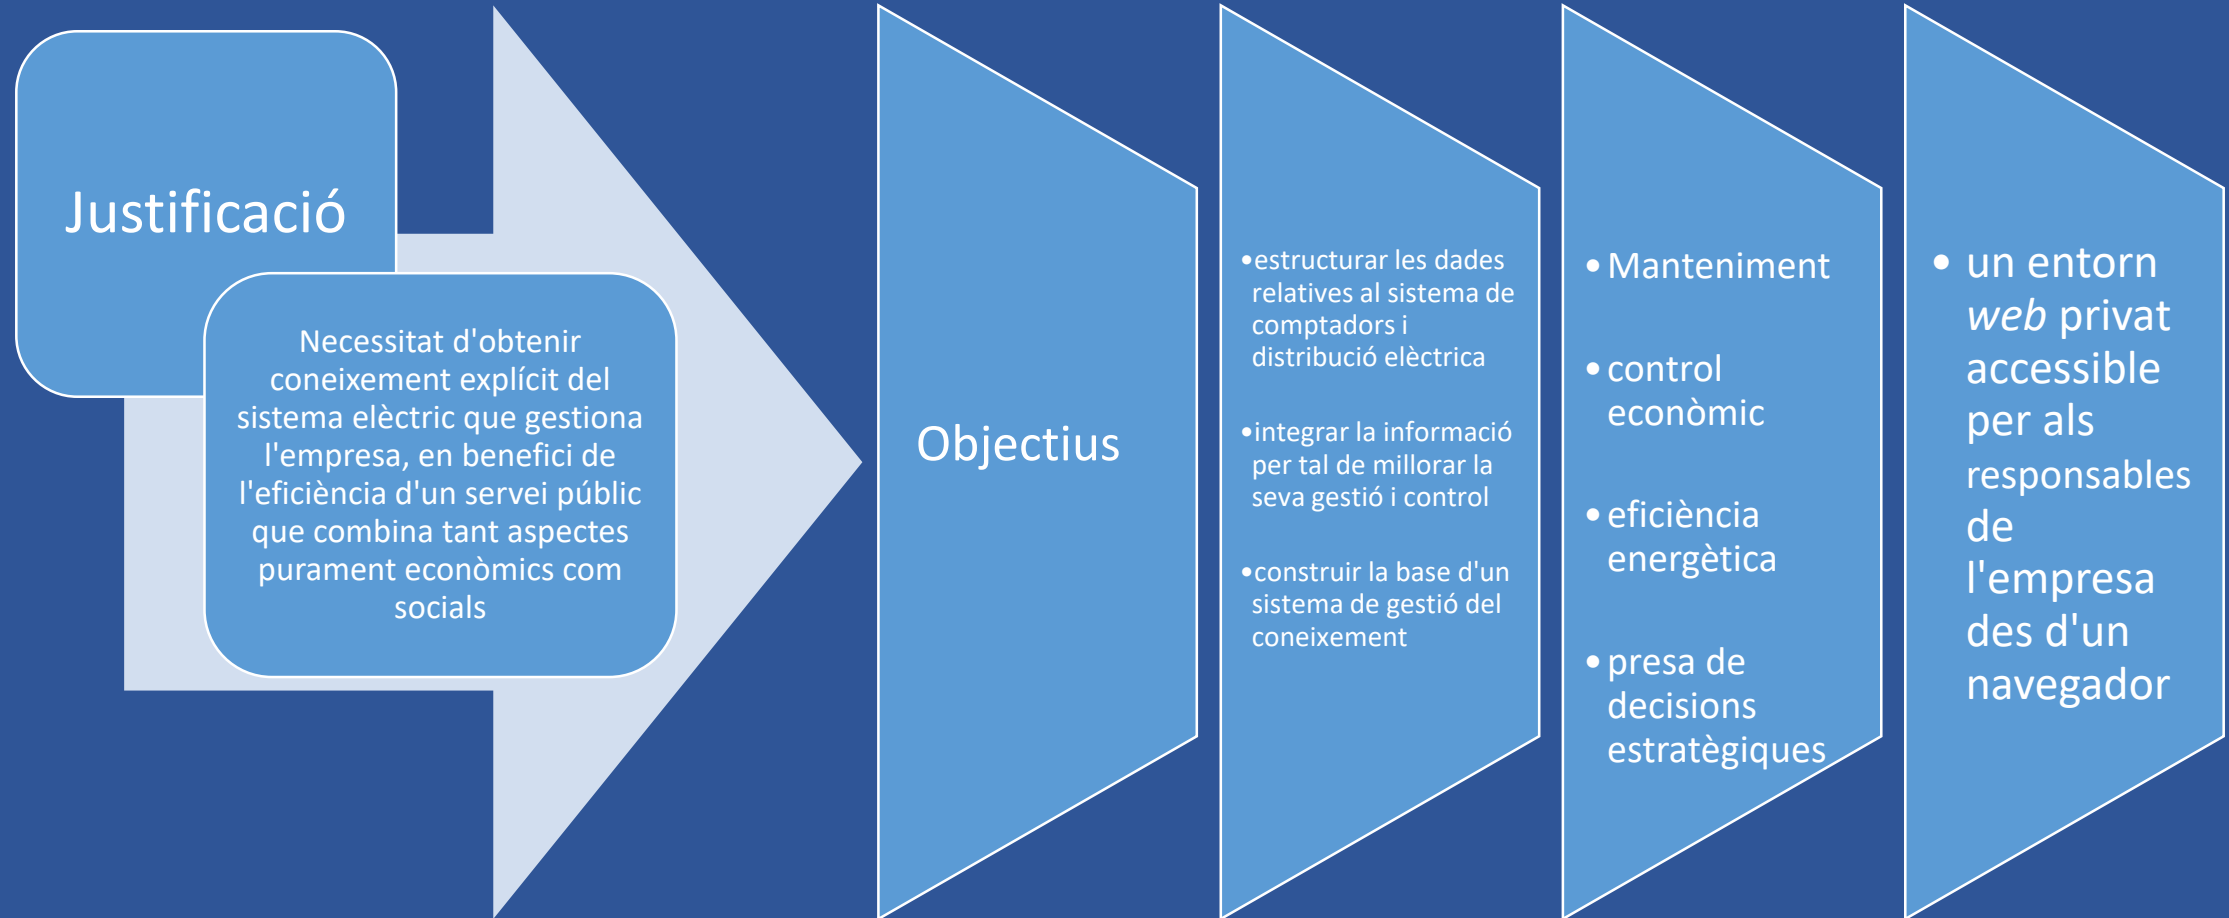 Justificació
Necessitat d'obtenir
coneixement explícit del
sistema elèctric que gestiona
l'empresa, en benefici de
l'eficiència d'un servei públic
que combina tant aspectes
purament econòmics com
socials
Objectius
•estructurar les dades
relatives al sistema de
comptadors i
distribució elèctrica
•integrar la informació
per tal de millorar la
seva gestió i control
•construir la base d'un
sistema de gestió del
coneixement
•Manteniment
•control
econòmic
•eficiència
energètica
•presa de
decisions
estratègiques
• un entorn
web privat
accessible
per als
responsables
de
l'empresa
des d'un
navegador